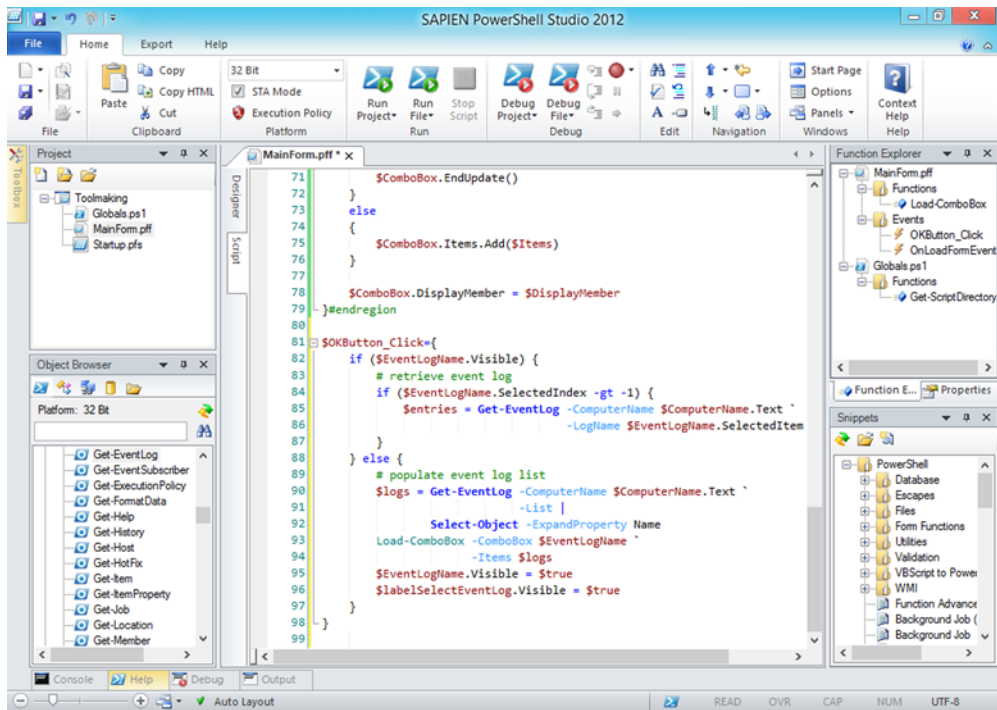 SAPIEN PowerShell Studio 2012
File
Home
Export
Help
Copy
Copy HTML
Cut
Paste
File
Clipboard
32 Bit
STA Mode
Execution Policy
Platform
Run Project
Run File
Stop Script
Run
Debug Project
Debug File
Debug
Edit
Navigation
Start Page
Options
Panels
Windows
Context Help
Help
Toolbox
Project
Toolmaking
Globals.ps1
MainForm.pff
Startup.pfs
Object Browser
Platform: 32 Bit
Get-EventLog
Get-EventSubscriber
Get-ExecutionPolicy
Get-FormatData
Get-Help
Get-History
Get-Host
Get-HotFix
Get-Item
Get-ItemProperty
Get-Job
Get-Location
Get-Member
MainForm.pff *
Designer
Script
71 $ComboBox.EndUpdate()
72 }
73 else
74 {
75 $ComboBox.Items.Add($Items)
76 }
77
78 $ComboBox.DisplayMember = $DisplayMember
79 }#endregion
80
81 $OKButton_Click={
82 if ($EventLogName.Visible) {
83 # retrieve event log
84 if ($EventLogName.SelectedIndex -gt -1) {
85 $entries = Get-EventLog -ComputerName $ComputerName.Text `
86 -LogName $EventLogName.SelectedItem
87 }
88 } else {
89 # populate event log list
90 $logs = Get-EventLog -ComputerName $ComputerName.Text `
91 -List |
92 Select-Object -ExpandProperty Name
93 Load-ComboBox -ComboBox $EventLogName `
94 -Items $logs
95 $EventLogName.Visible = $true
96 $labelSelectEventLog.Visible = $true
97 }
98 }
99
Function Explorer
MainForm.pff
Functions
Load-ComboBox
Events
OKButton_Click
OnLoadFormEvent
Globals.ps1
Functions
Get-ScriptDirectory
Function E...
Properties
Snippets
PowerShell
Database
Escapes
Files
Form Functions
Utilities
Validation
VBScript to Power
WMI
Function Advance
Background Job (
Background Job
Console
Help
Debug
Output
Auto Layout
READ
OVR
CAP
NUM
UTF-8